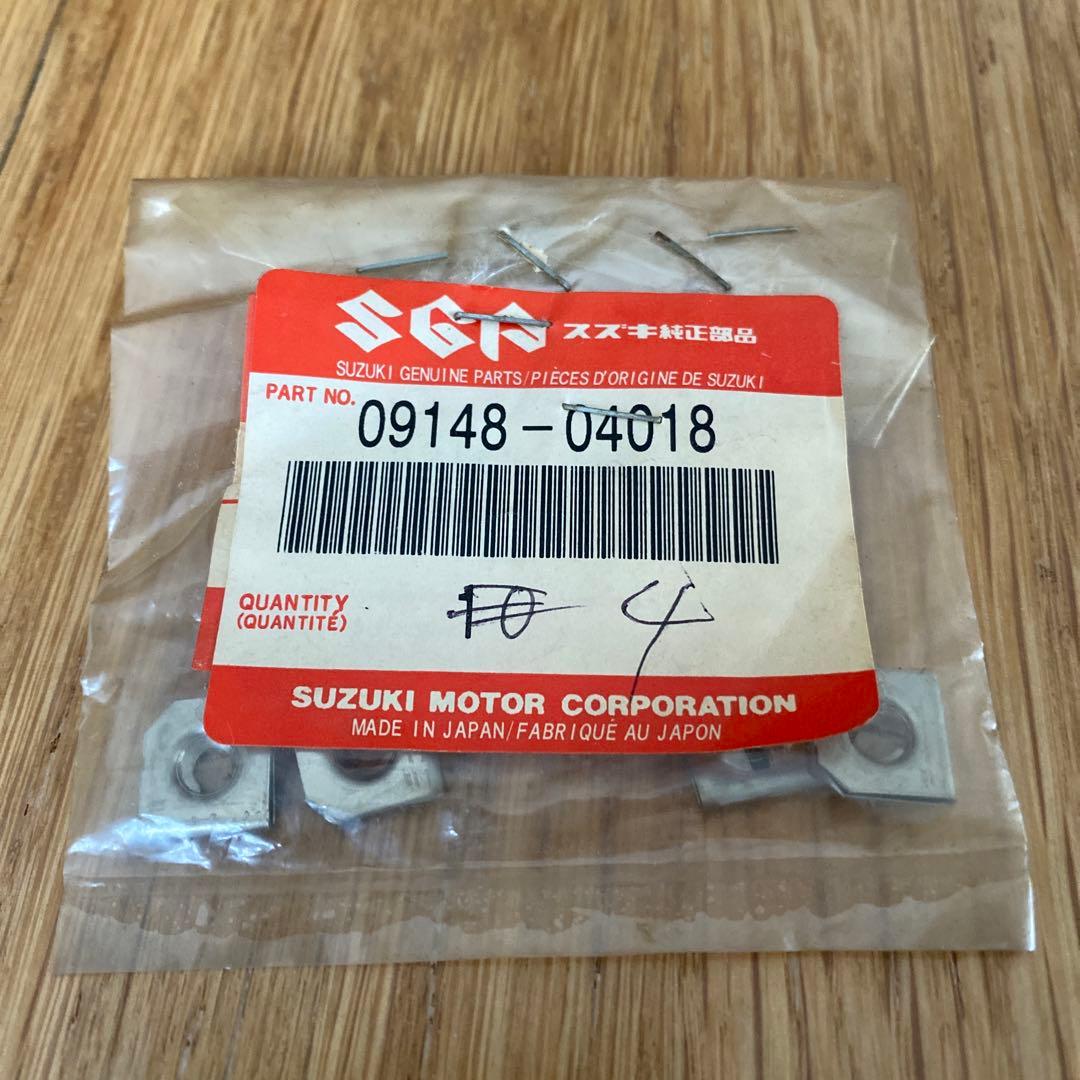 SGP スズキ純正部品
SUZUKI GENUINE PARTS/PIÈCES D'ORIGINE DE SUZUKI
PART NO. 09148-04018
QUANTITY 10 4
(QUANTITÉ)
SUZUKI MOTOR CORPORATION
MADE IN JAPAN/FABRIQUÉ AU JAPON